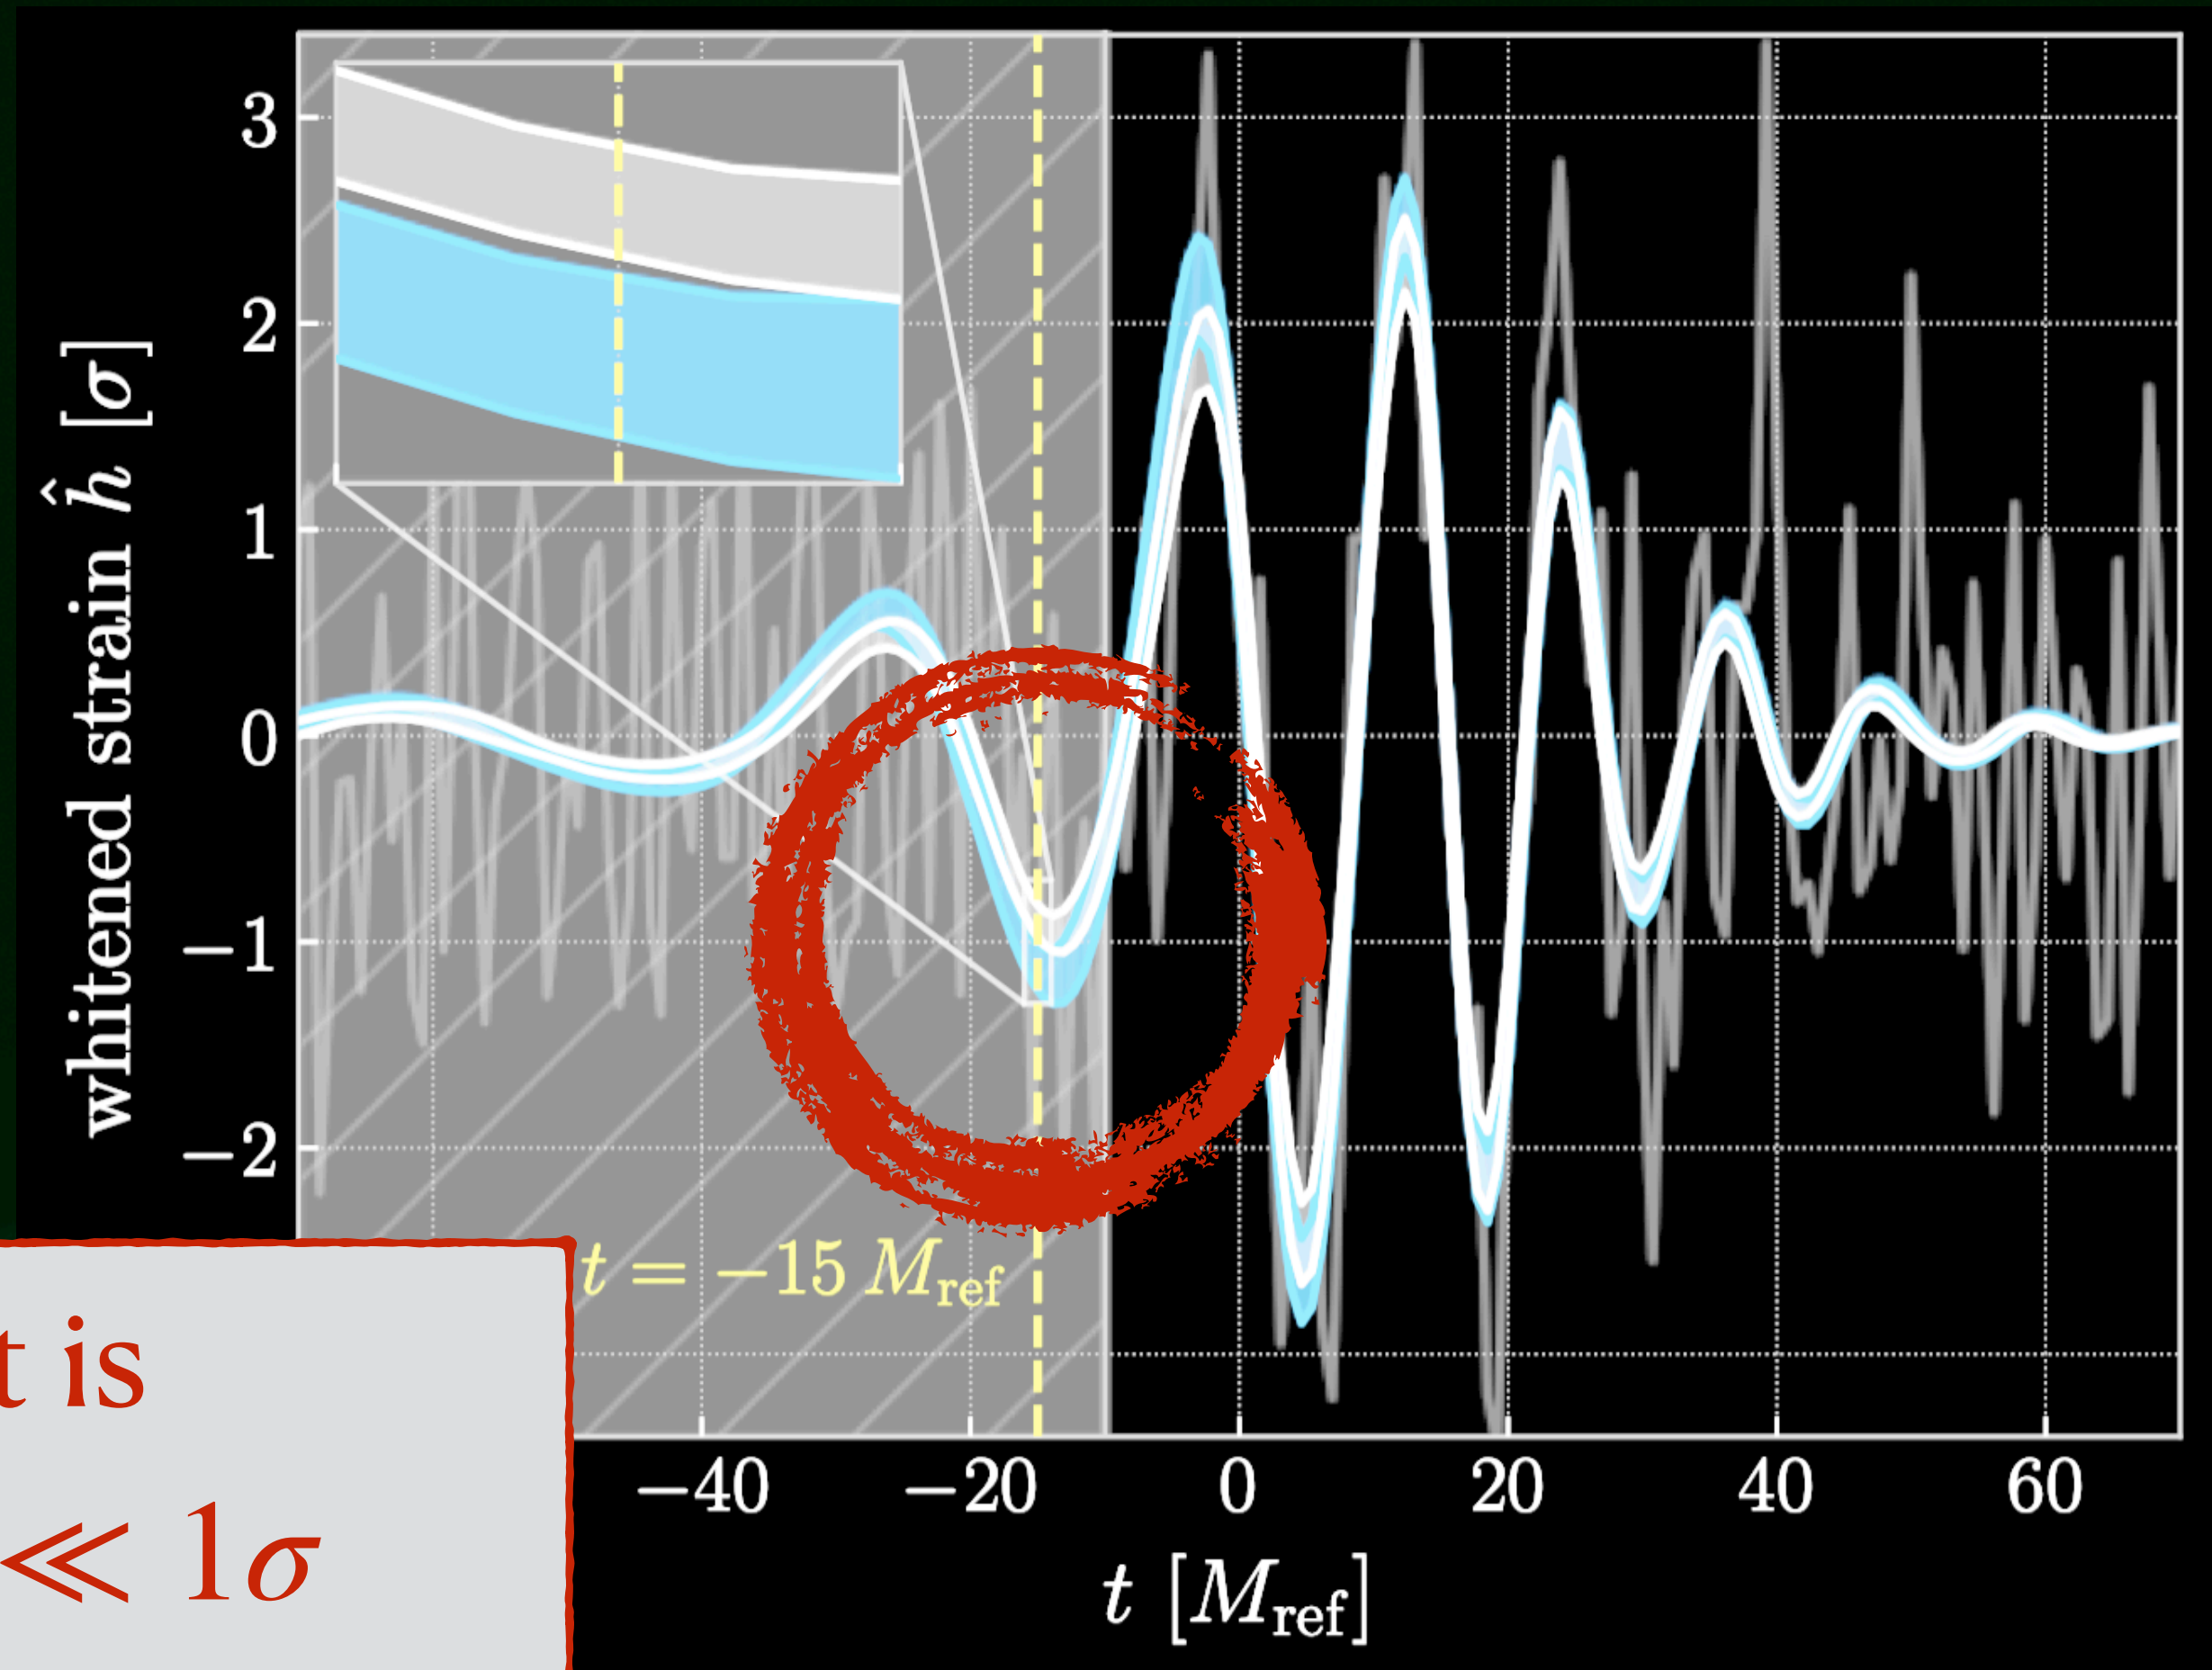 3
2
1
0
−1
−2
whitened strain ĥ [σ]
t = −15 M_ref
−40 −20 0 20 40 60
t [M_ref]
t is
≪ 1σ